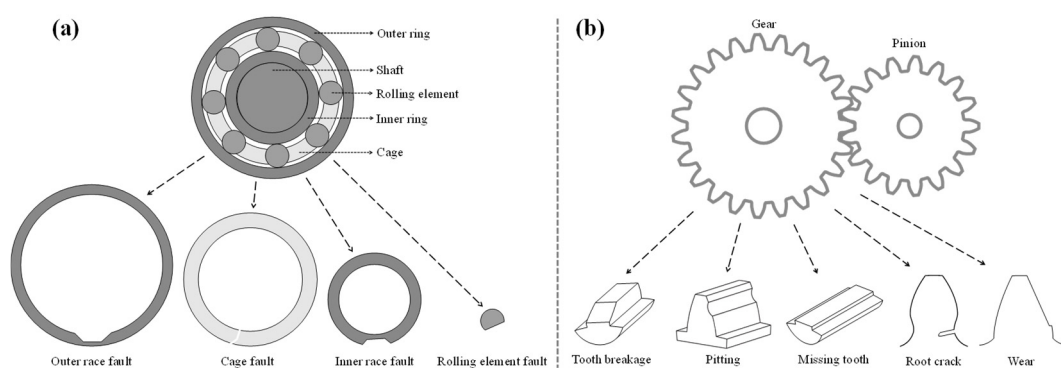 (a)
Outer ring
Shaft
Rolling element
Inner ring
Cage
Outer race fault
Cage fault
Inner race fault
Rolling element fault
(b)
Gear
Pinion
Tooth breakage
Pitting
Missing tooth
Root crack
Wear